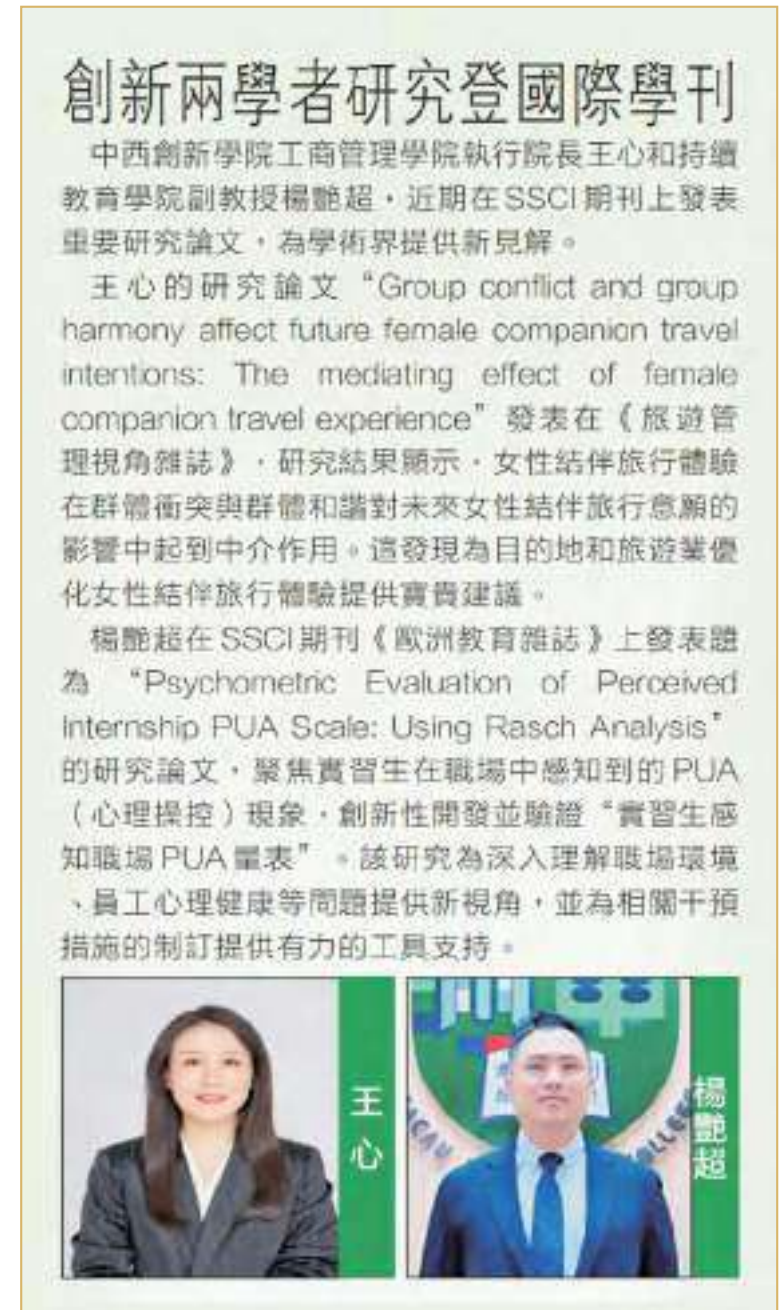 創新兩學者研究登國際學刊
中西創新學院工商管理學院執行院長王心和持續
教育學院副教授楊艷超，近期在SSCI期刊上發表
重要研究論文，為學術界提供新見解。
王心的研究論文“Group conflict and group
harmony affect future female companion travel
intentions: The mediating effect of female
companion travel experience”發表在《旅遊管
理視角雜誌》，研究結果顯示，女性結伴旅行體驗
在群體衝突與群體和諧對未來女性結伴旅行意願的
影響中起到中介作用。這發現為目的地和旅遊業優
化女性結伴旅行體驗提供寶貴建議。
楊艷超在SSCI期刊《歐洲教育雜誌》上發表題
為“Psychometric Evaluation of Perceived
Internship PUA Scale: Using Rasch Analysis”
的研究論文，聚焦實習生在職場中感知到的PUA
（心理操控）現象，創新性開發並驗證“實習生感
知職場PUA量表”。該研究為深入理解職場環境
、員工心理健康等問題提供新視角，並為相關干預
措施的制訂提供有力的工具支持。
王心
MACAU
COLLEGE
楊艷超